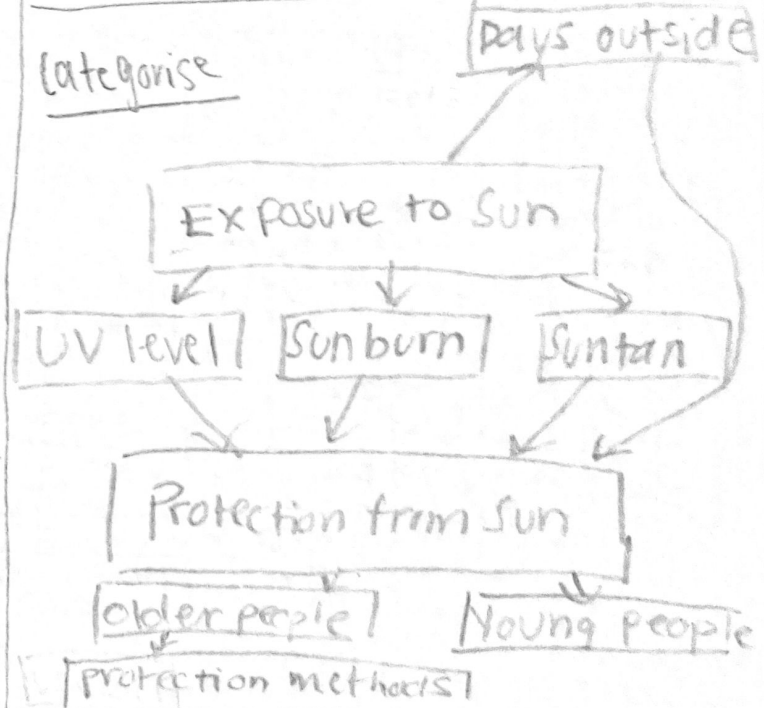 Days outside
Categorise
Exposure to Sun
UV level
Sunburn
Suntan
Protection from sun
older people
Young people
protection methods